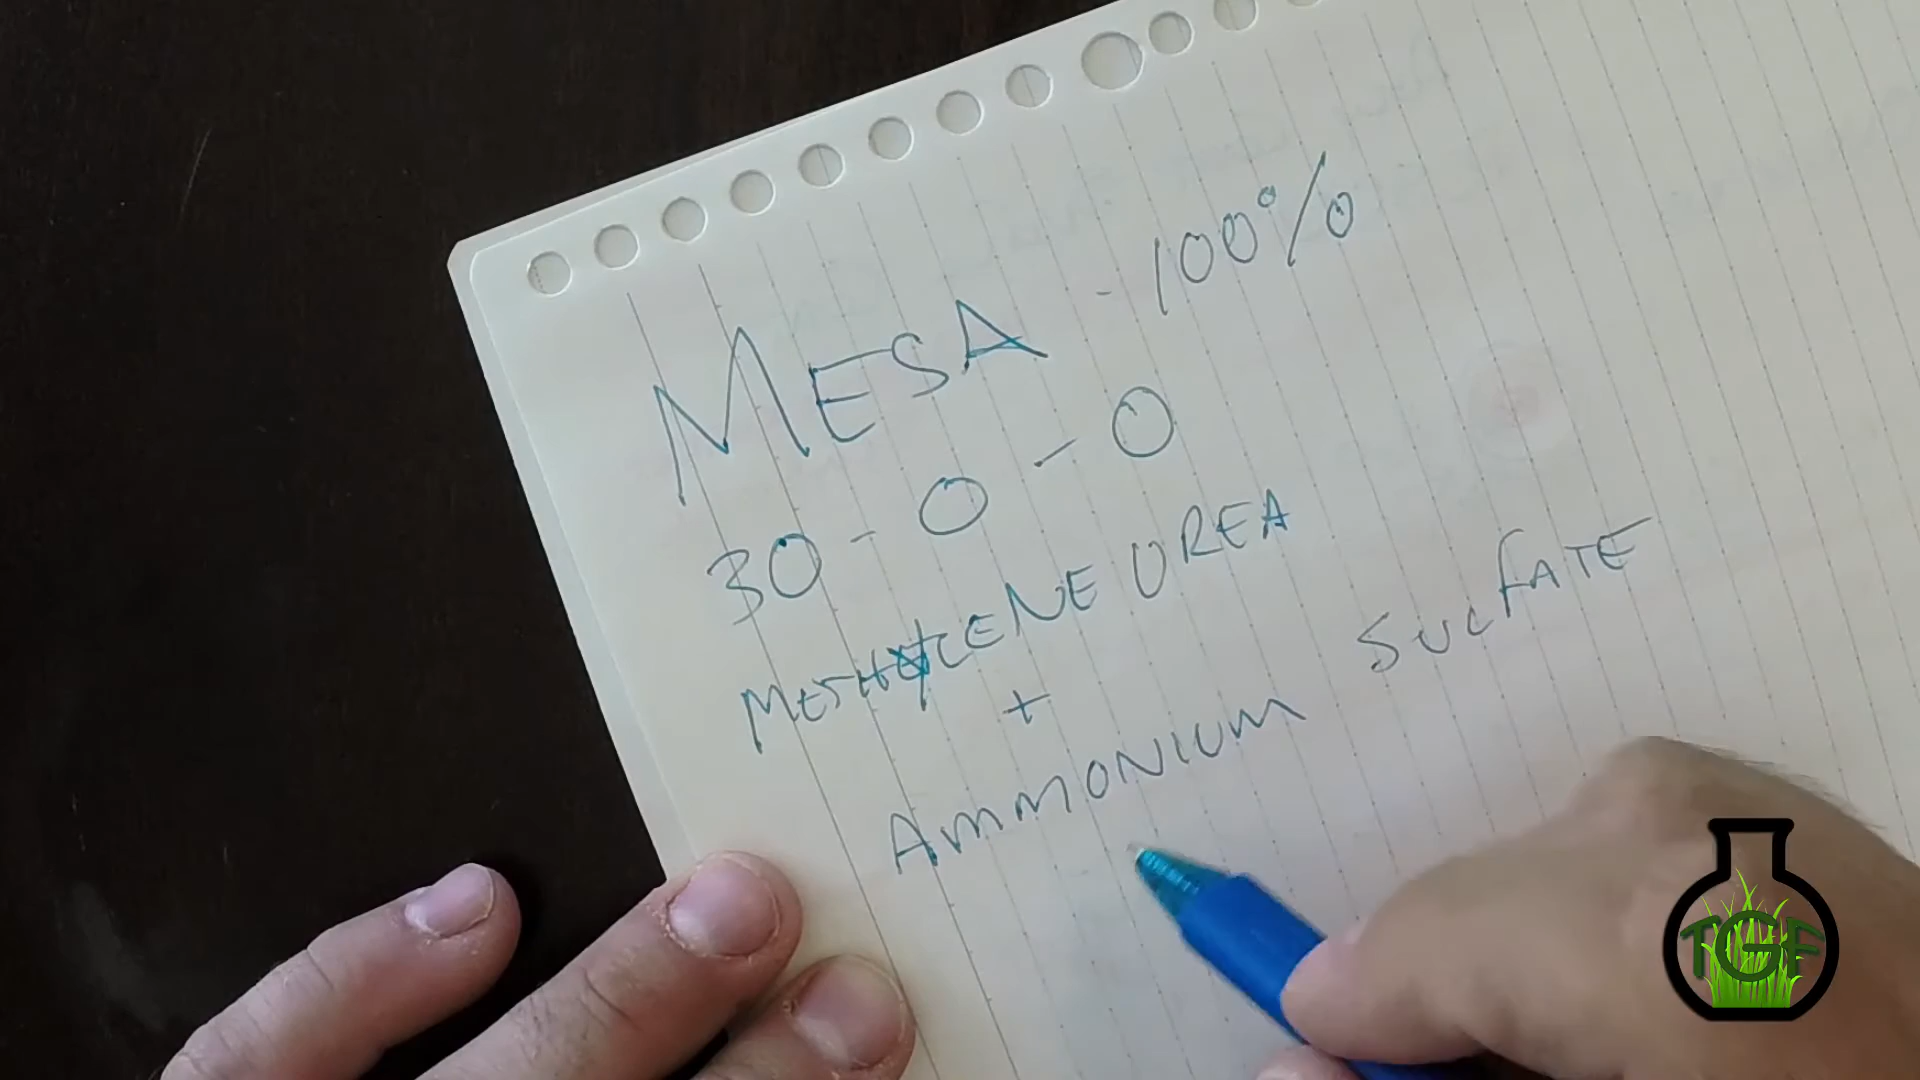 MESA - 100%
30 - 0 - 0
METHYLENE UREA
+
AMMONIUM SULFATE
TGF